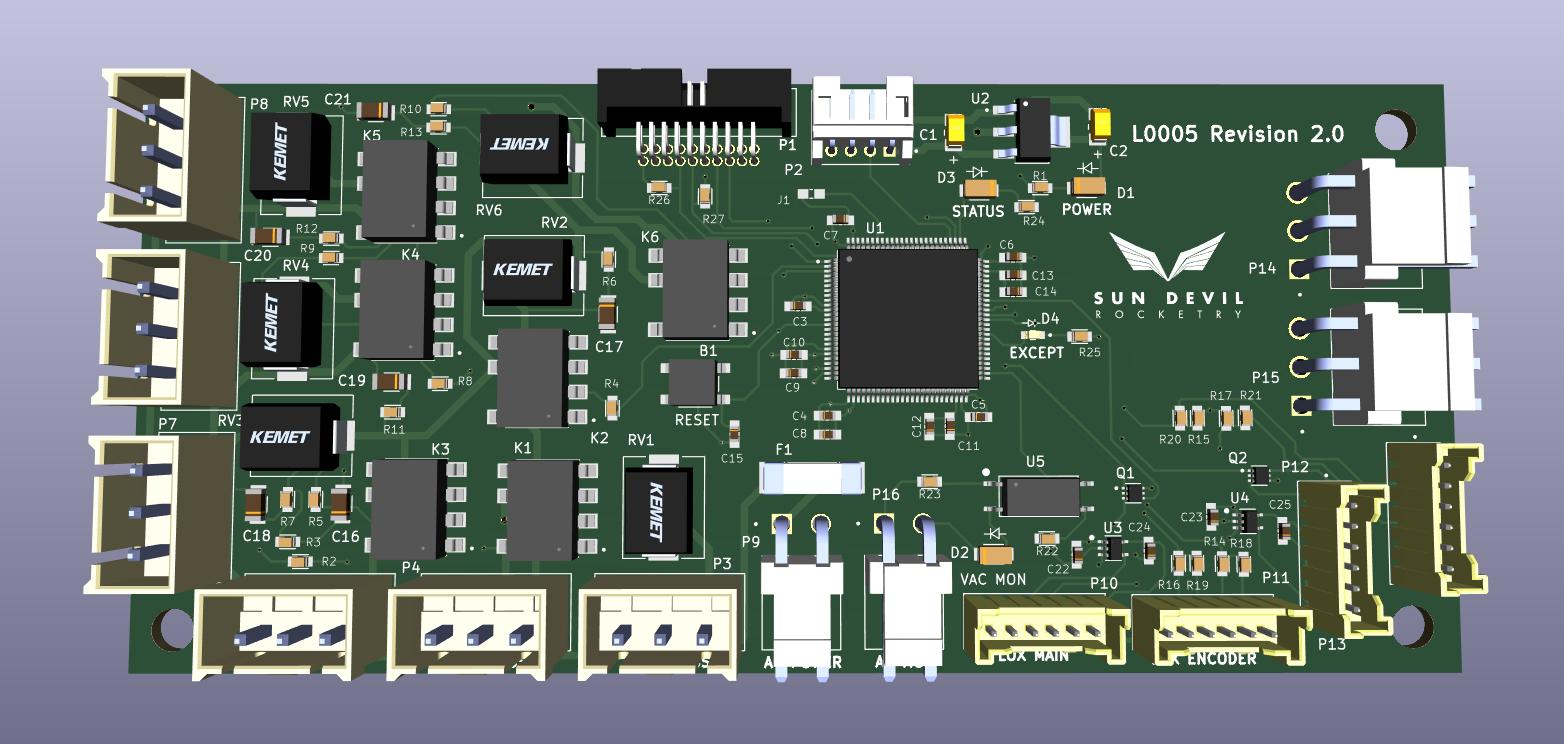 P8
RV5
C21
R10
R13
K5
KEMET
KEMET
RV6
P1
P2
C1
U2
C2
L0005 Revision 2.0
R26
R27
J1
D3
STATUS
R1
R24
D1
POWER
R12
C20
R9
RV4
K4
RV2
KEMET
R6
C17
K6
C7
U1
C6
C13
C14
SUN DEVIL
ROCKETRY
P14
KEMET
C3
C10
C9
D4
EXCEPT
R25
P15
C19
R8
R11
B1
RESET
R4
K2
C4
C8
C5
C12
C11
C15
R17
R21
R20
R15
P7
RV3
KEMET
K3
K1
RV1
KEMET
F1
P16
R23
U5
Q1
Q2
P12
C18
R7
R5
C16
R3
R2
P9
D2
VAC MON
R22
C22
U3
C24
C23
U4
C25
R14
R18
R16
R19
P4
P3
P10
P11
P13
LOX MAIN
ENCODER